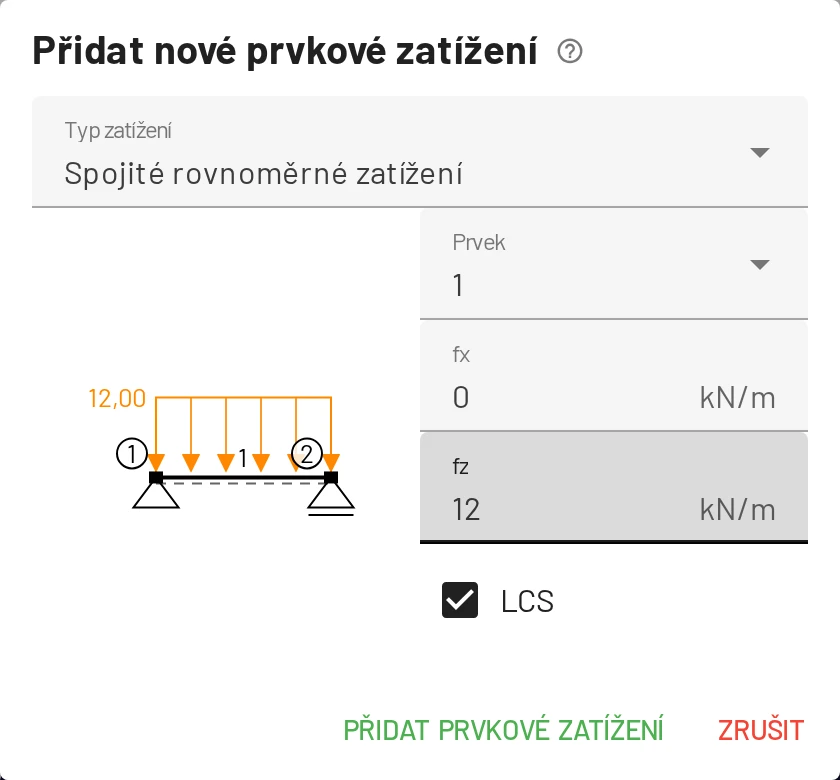 Přidat nové prvkové zatížení ?
Typ zatížení
Spojité rovnoměrné zatížení
Prvek
1
fx
0 kN/m
12,00
1 1 2
fz
12 kN/m
LCS
PŘIDAT PRVKOVÉ ZATÍŽENÍ ZRUŠIT